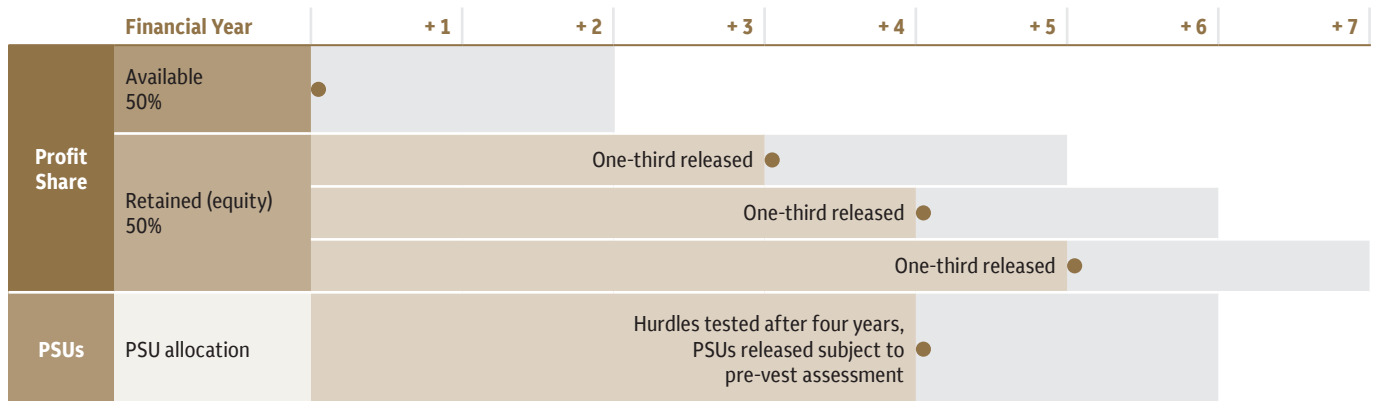 Financial Year + 1 + 2 + 3 + 4 + 5 + 6 + 7
Profit
Share
Available
50%
Retained (equity)
50%
One-third released
One-third released
One-third released
PSUs
PSU allocation
Hurdles tested after four years,
PSUs released subject to
pre-vest assessment